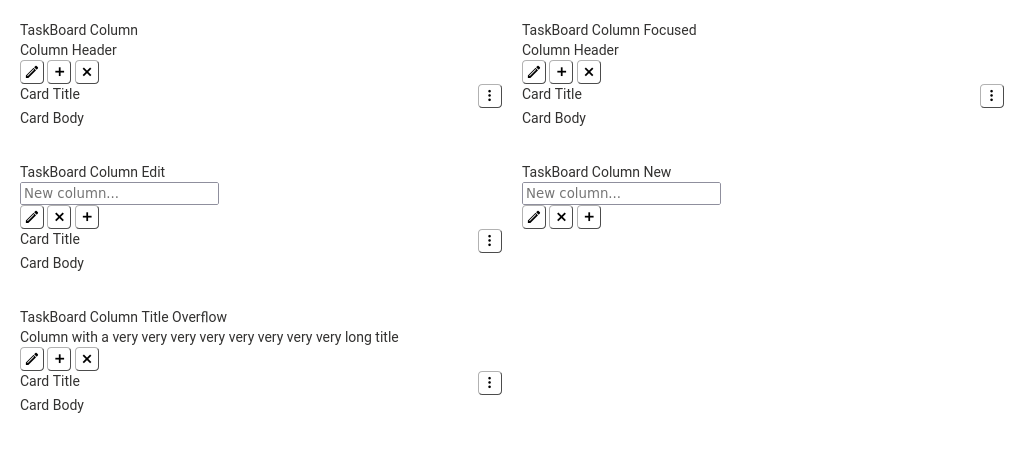 TaskBoard Column
Column Header
Card Title
Card Body
TaskBoard Column Focused
Column Header
Card Title
Card Body
TaskBoard Column Edit
New column...
Card Title
Card Body
TaskBoard Column New
New column...
TaskBoard Column Title Overflow
Column with a very very very very very very very very long title
Card Title
Card Body